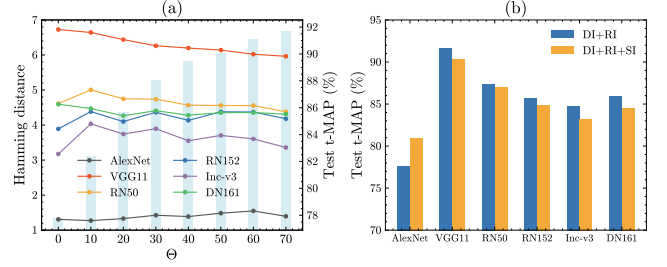 (a)
(b)
Hamming distance
7
6
5
4
3
2
1
AlexNet
VGG11
RN50
RN152
Inc-v3
DN161
0 10 20 30 40 50 60 70
Θ
92
90
88
86
84
82
80
78
Test t-MAP (%)
Test t-MAP (%)
95
90
85
80
75
70
DI+RI
DI+RI+SI
AlexNet VGG11 RN50 RN152 Inc-v3 DN161